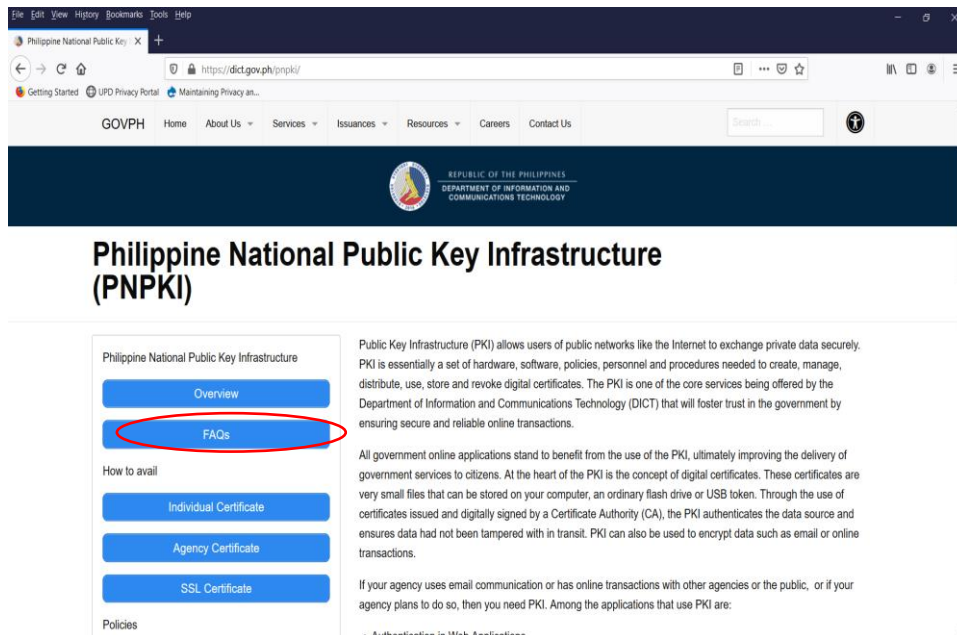 File Edit View History Bookmarks Tools Help
Philippine National Public Key
https://dict.gov.ph/pnpki/
Getting Started UPD Privacy Portal Maintaining Privacy an...
GOVPH Home About Us Services Issuances Resources Careers Contact Us Search ...
REPUBLIC OF THE PHILIPPINES
DEPARTMENT OF INFORMATION AND
COMMUNICATIONS TECHNOLOGY
Philippine National Public Key Infrastructure
(PNPKI)
Philippine National Public Key Infrastructure
Overview
FAQs
How to avail
Individual Certificate
Agency Certificate
SSL Certificate
Policies
Public Key Infrastructure (PKI) allows users of public networks like the Internet to exchange private data securely.
PKI is essentially a set of hardware, software, policies, personnel and procedures needed to create, manage,
distribute, use, store and revoke digital certificates. The PKI is one of the core services being offered by the
Department of Information and Communications Technology (DICT) that will foster trust in the government by
ensuring secure and reliable online transactions.
All government online applications stand to benefit from the use of the PKI, ultimately improving the delivery of
government services to citizens. At the heart of the PKI is the concept of digital certificates. These certificates are
very small files that can be stored on your computer, an ordinary flash drive or USB token. Through the use of
certificates issued and digitally signed by a Certificate Authority (CA), the PKI authenticates the data source and
ensures data had not been tampered with in transit. PKI can also be used to encrypt data such as email or online
transactions.
If your agency uses email communication or has online transactions with other agencies or the public, or if your
agency plans to do so, then you need PKI. Among the applications that use PKI are:
Authentication in Web Applications